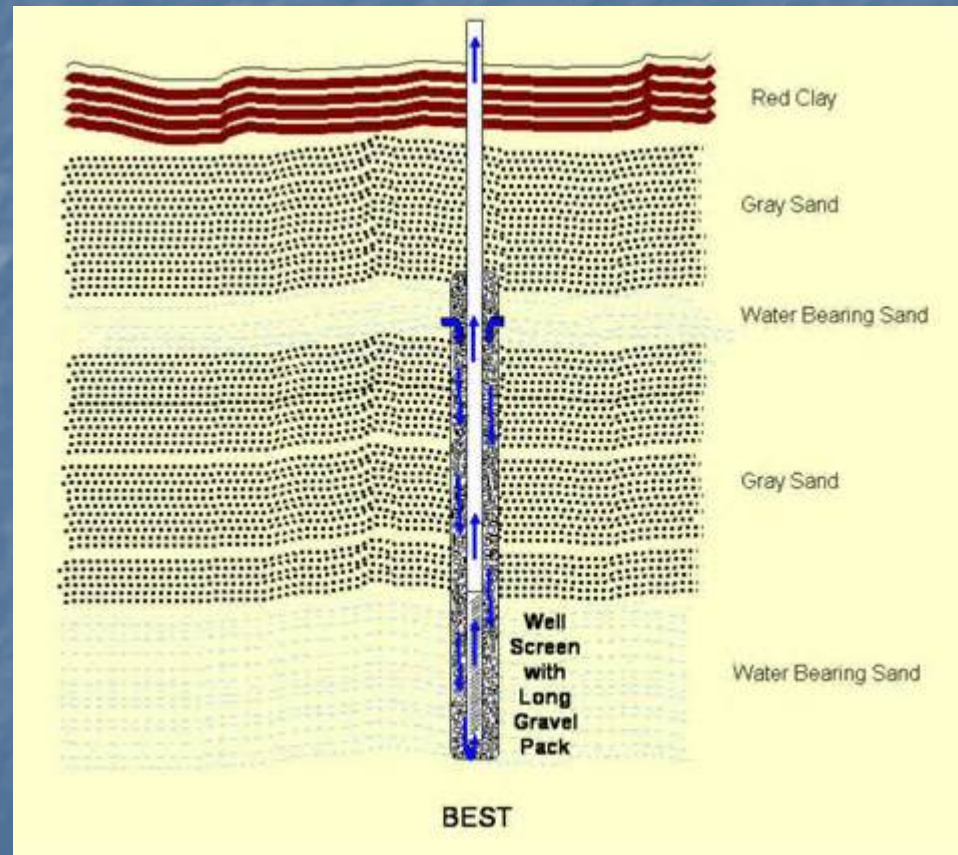 Red Clay
Gray Sand
Water Bearing Sand
Gray Sand
Well
Screen
with
Long
Gravel
Pack
Water Bearing Sand
BEST